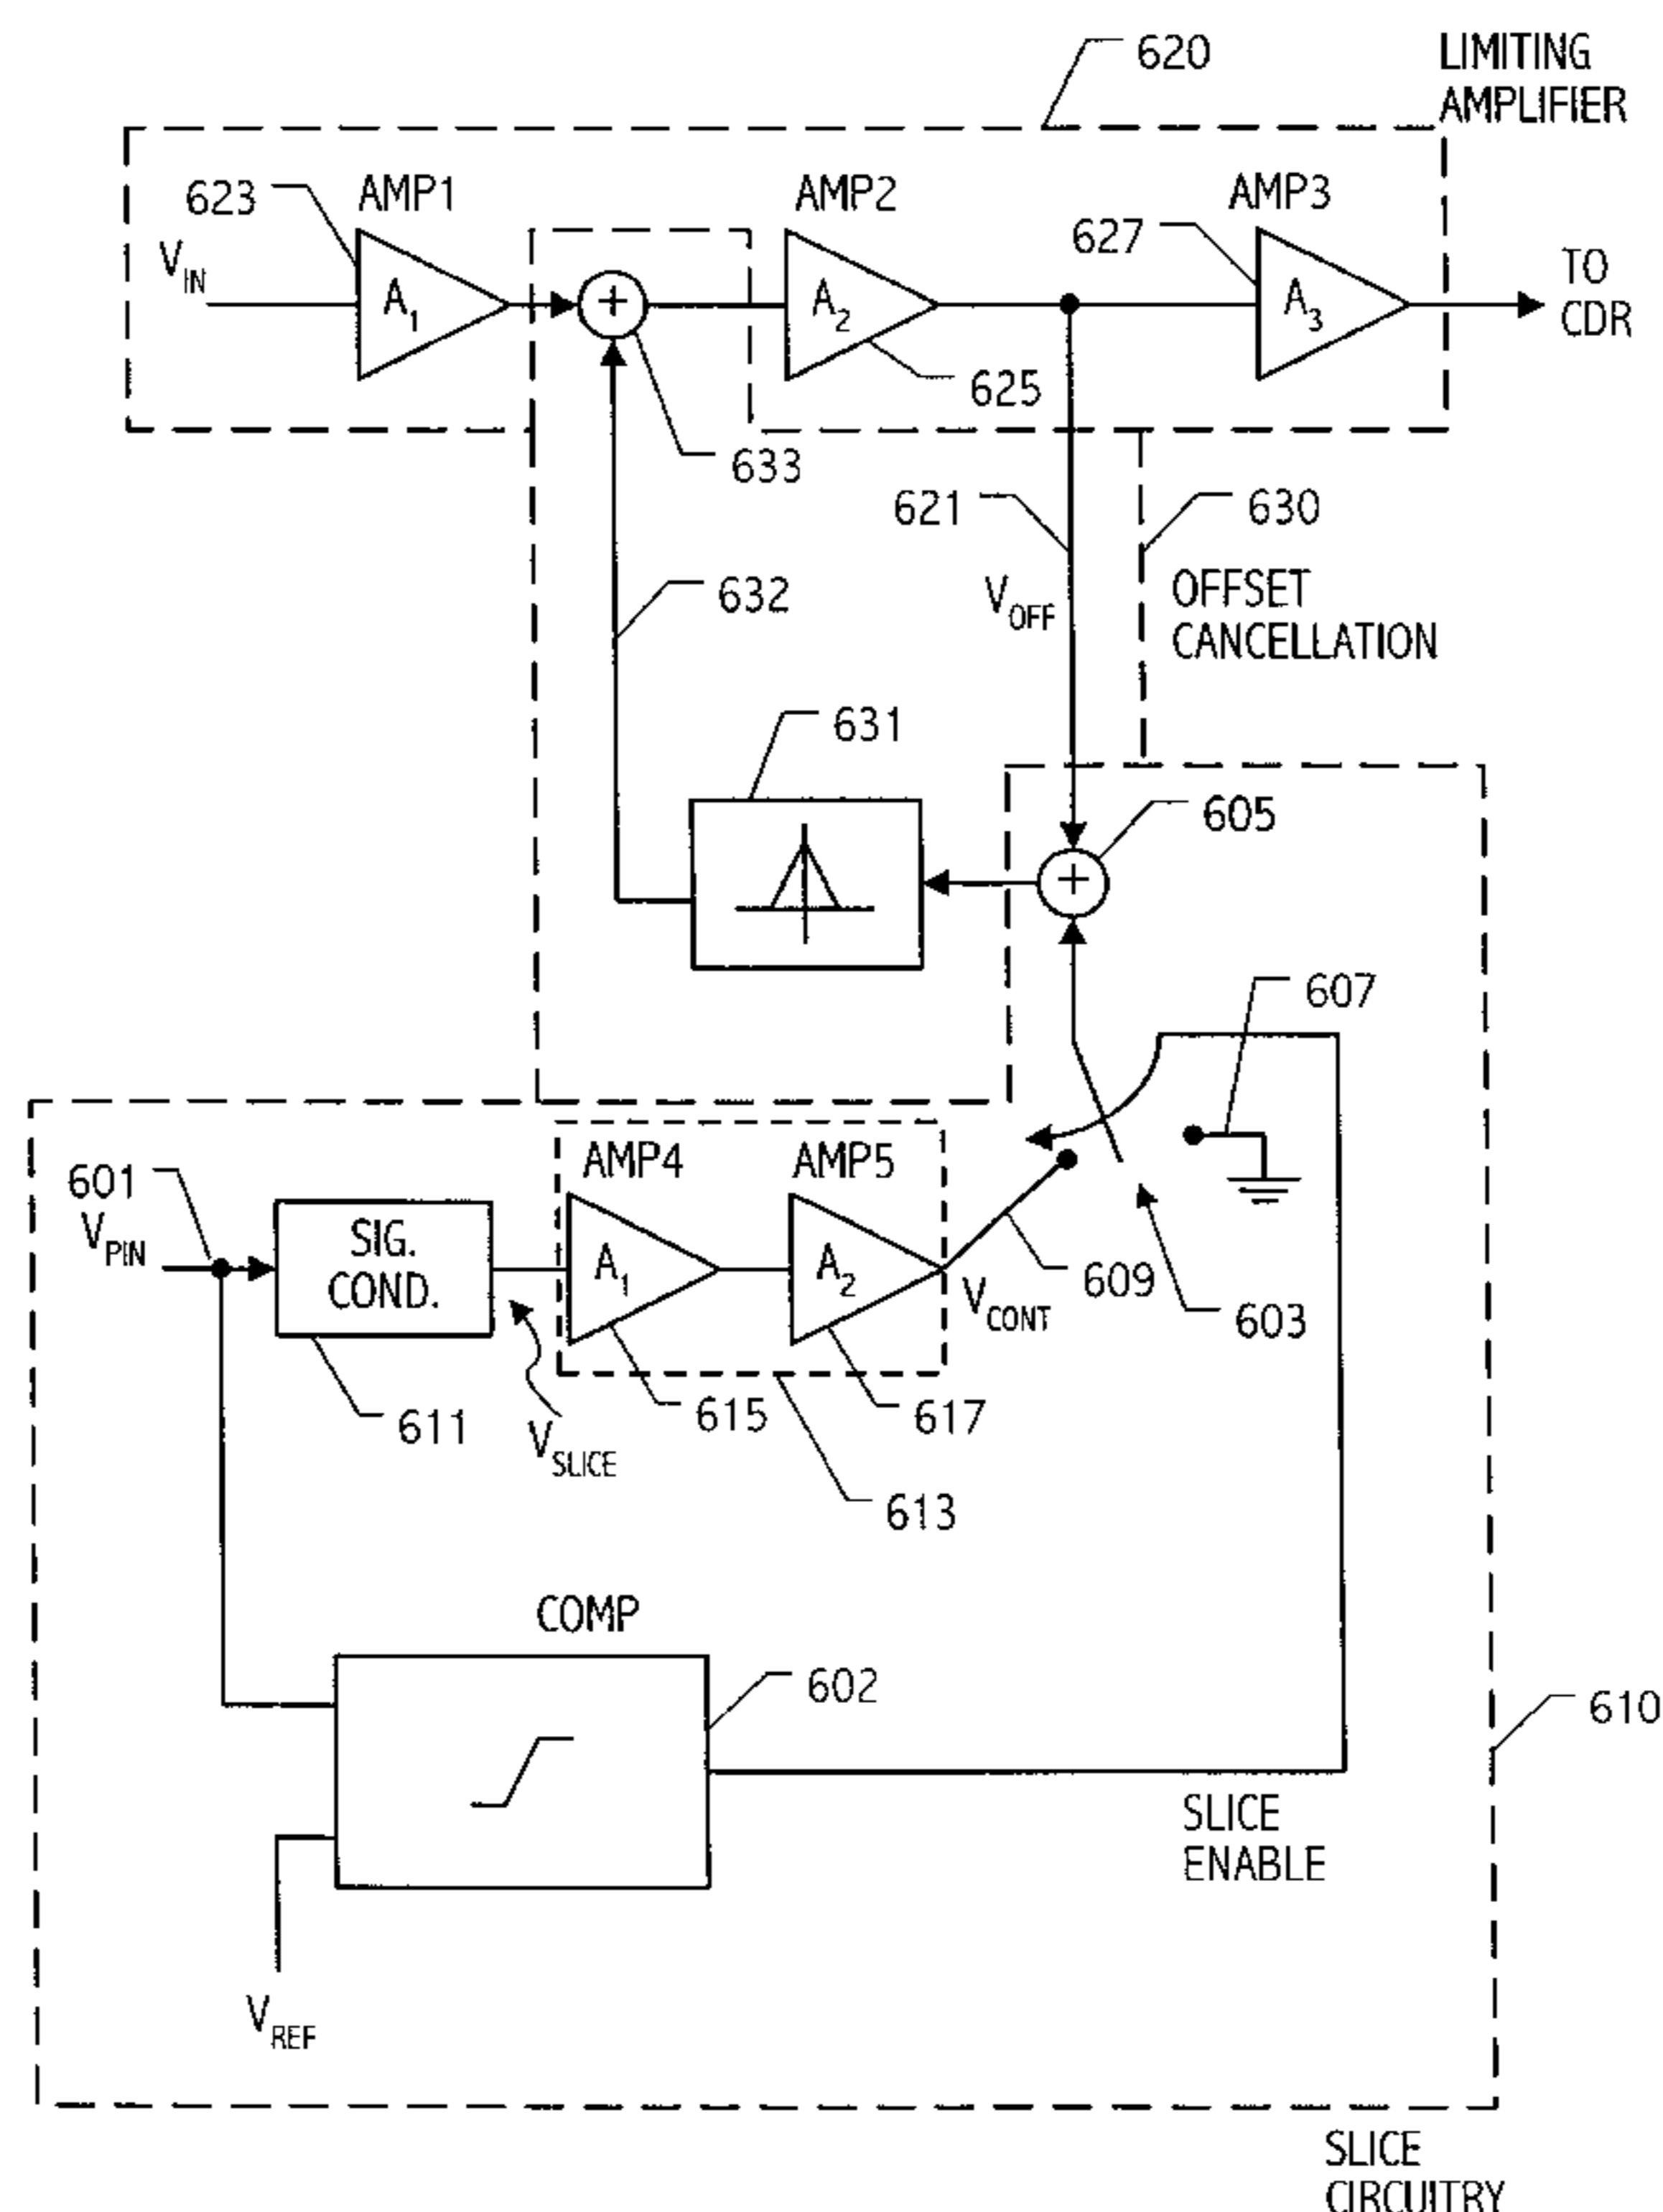 620
LIMITING
AMPLIFIER
623
AMP1
AMP2
AMP3
627
V_IN
A_1
+
A_2
A_3
TO
CDR
625
633
621
630
632
V_OFF
OFFSET
CANCELLATION
631
605
+
607
601
V_PIN
SIG.
COND.
AMP4
AMP5
A_1
A_2
V_CONT
609
603
611
V_SLICE
615
617
613
COMP
602
610
SLICE
ENABLE
V_REF
SLICE
CIRCUITRY